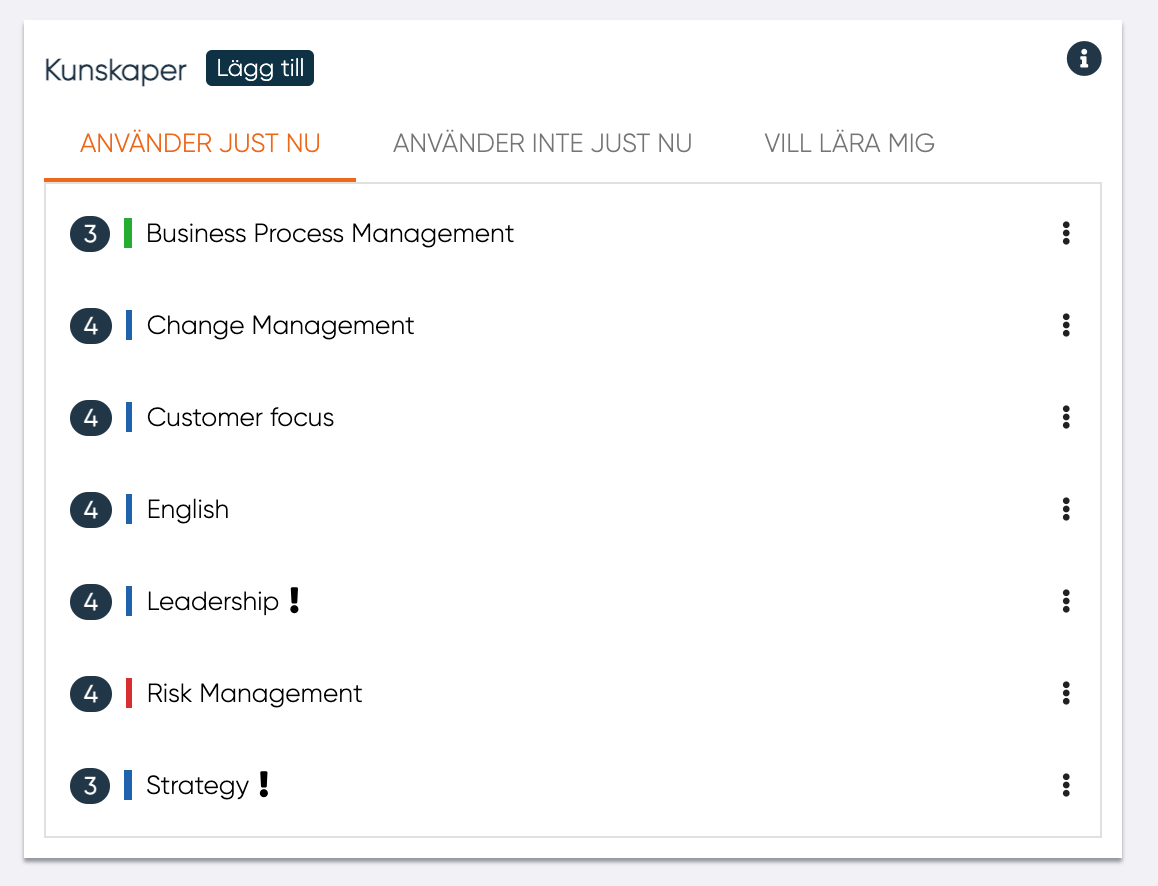 Kunskaper Lägg till
ANVÄNDER JUST NU ANVÄNDER INTE JUST NU VILL LÄRA MIG
3 Business Process Management
4 Change Management
4 Customer focus
4 English
4 Leadership !
4 Risk Management
3 Strategy !